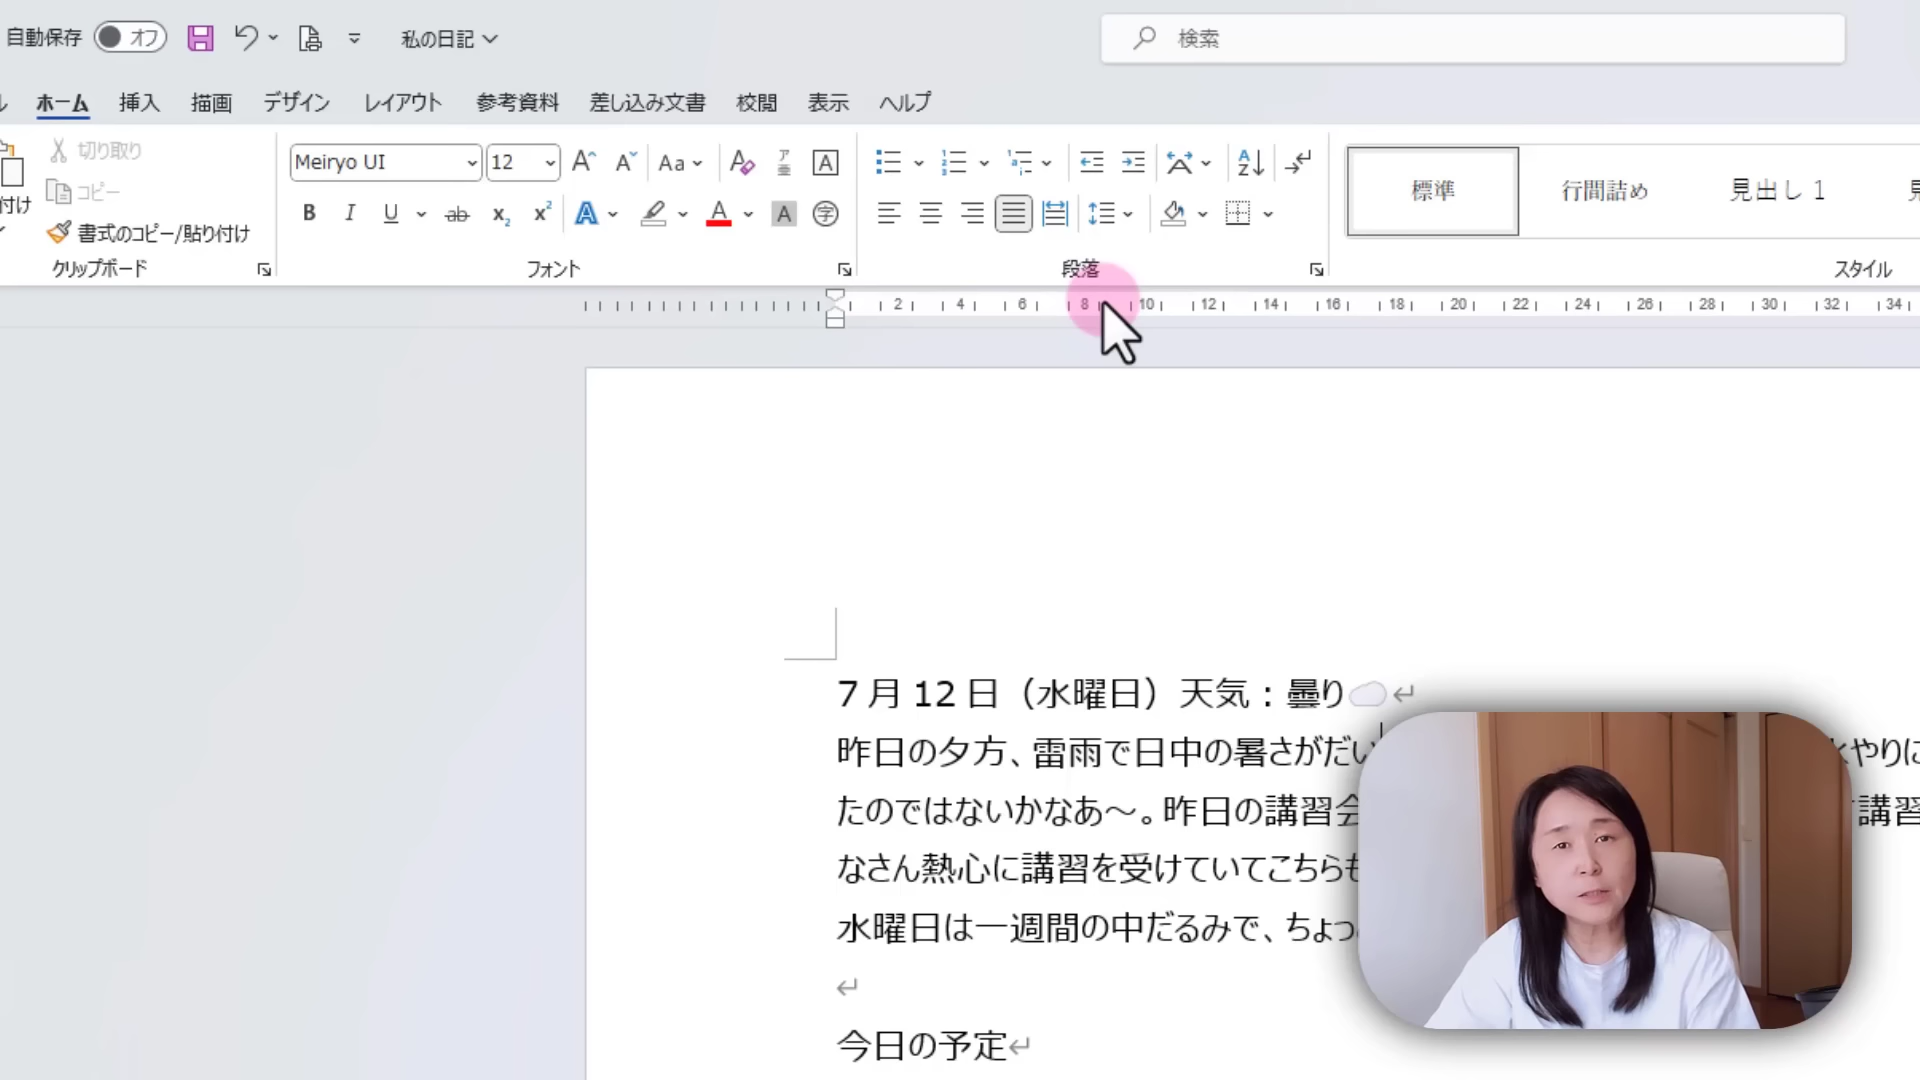 自動保存 オフ 私の日記 検索
ホーム 挿入 描画 デザイン レイアウト 参考資料 差し込み文書 校閲 表示 ヘルプ
切り取り
コピー
付け
書式のコピー/貼り付け
クリップボード
Meiryo UI 12 Aa
B I U ab x₂ x² A A A 字
フォント
段落
標準 行間詰め 見出し 1
スタイル
2 4 6 8 10 12 14 16 18 20 22 24 26 28 30 32 34
7 月 12 日（水曜日）天気：曇り
昨日の夕方、雷雨で日中の暑さがだい やりに
たのではないかなあ～。昨日の講習会 講習
なさん熱心に講習を受けていてこちらも
水曜日は一週間の中だるみで、ちょっ
今日の予定